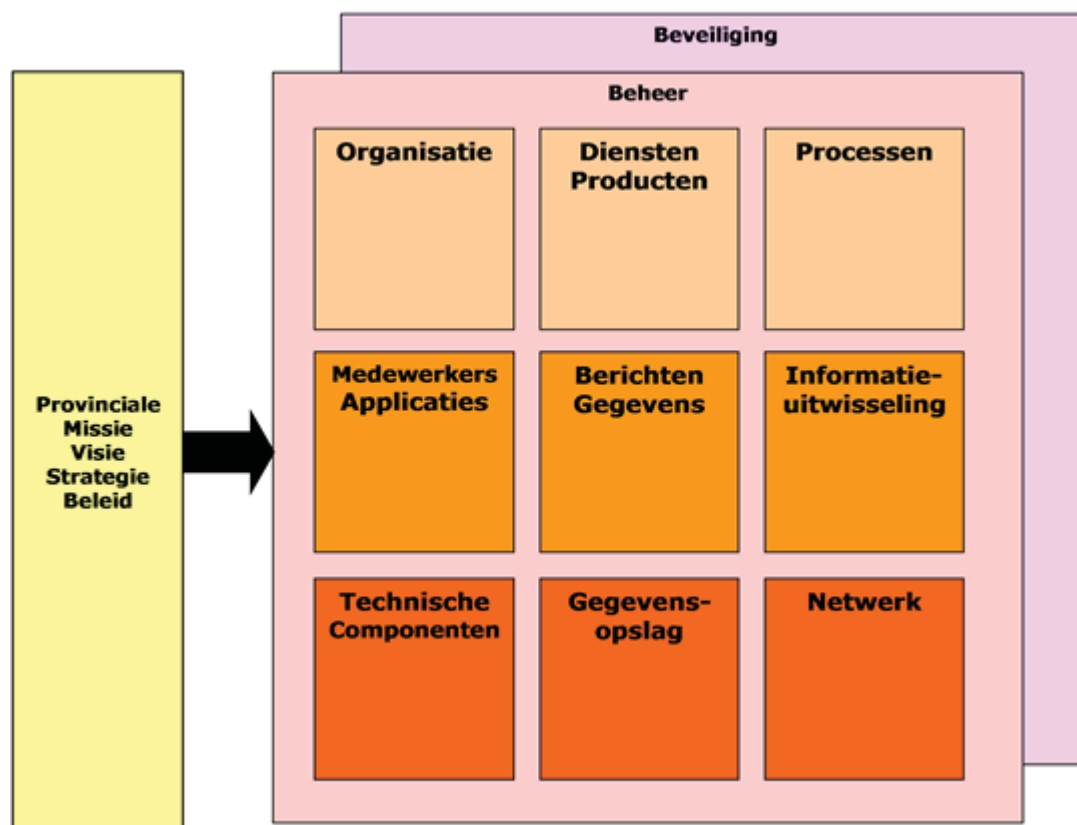 Beveiliging
Beheer
Organisatie
Diensten
Producten
Processen
Medewerkers
Applicaties
Berichten
Gegevens
Informatie-
uitwisseling
Technische
Componenten
Gegevens-
opslag
Netwerk
Provinciale
Missie
Visie
Strategie
Beleid